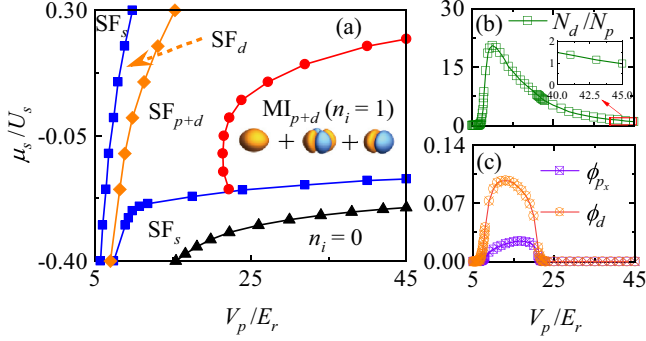 (a)
0.30
-0.05
-0.40
μ_s/U_s
SF_s
SF_d
SF_{p+d}
MI_{p+d} (n_i = 1)
+ +
SF_s
n_i = 0
5 25 45
V_p/E_r
(b)
N_d/N_p
30
15
0
2
1
0
40.0 42.5 45.0
(c)
ϕ_{p_x}
ϕ_d
0.14
0.07
0.00
5 25 45
V_p/E_r